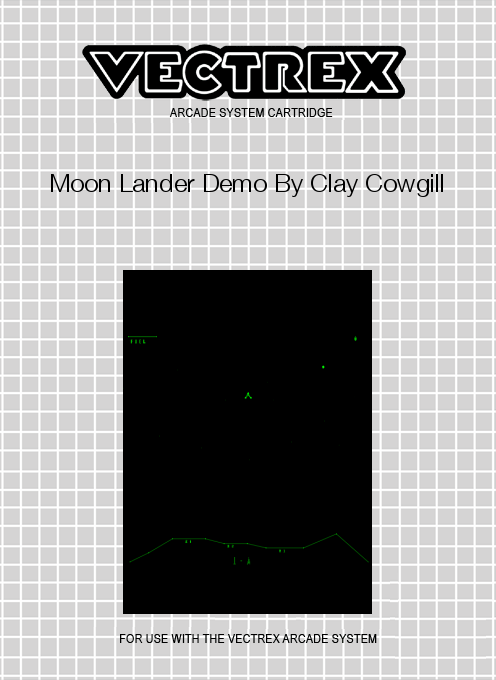 VECTREX
ARCADE SYSTEM CARTRIDGE
Moon Lander Demo By Clay Cowgill
FOR USE WITH THE VECTREX ARCADE SYSTEM